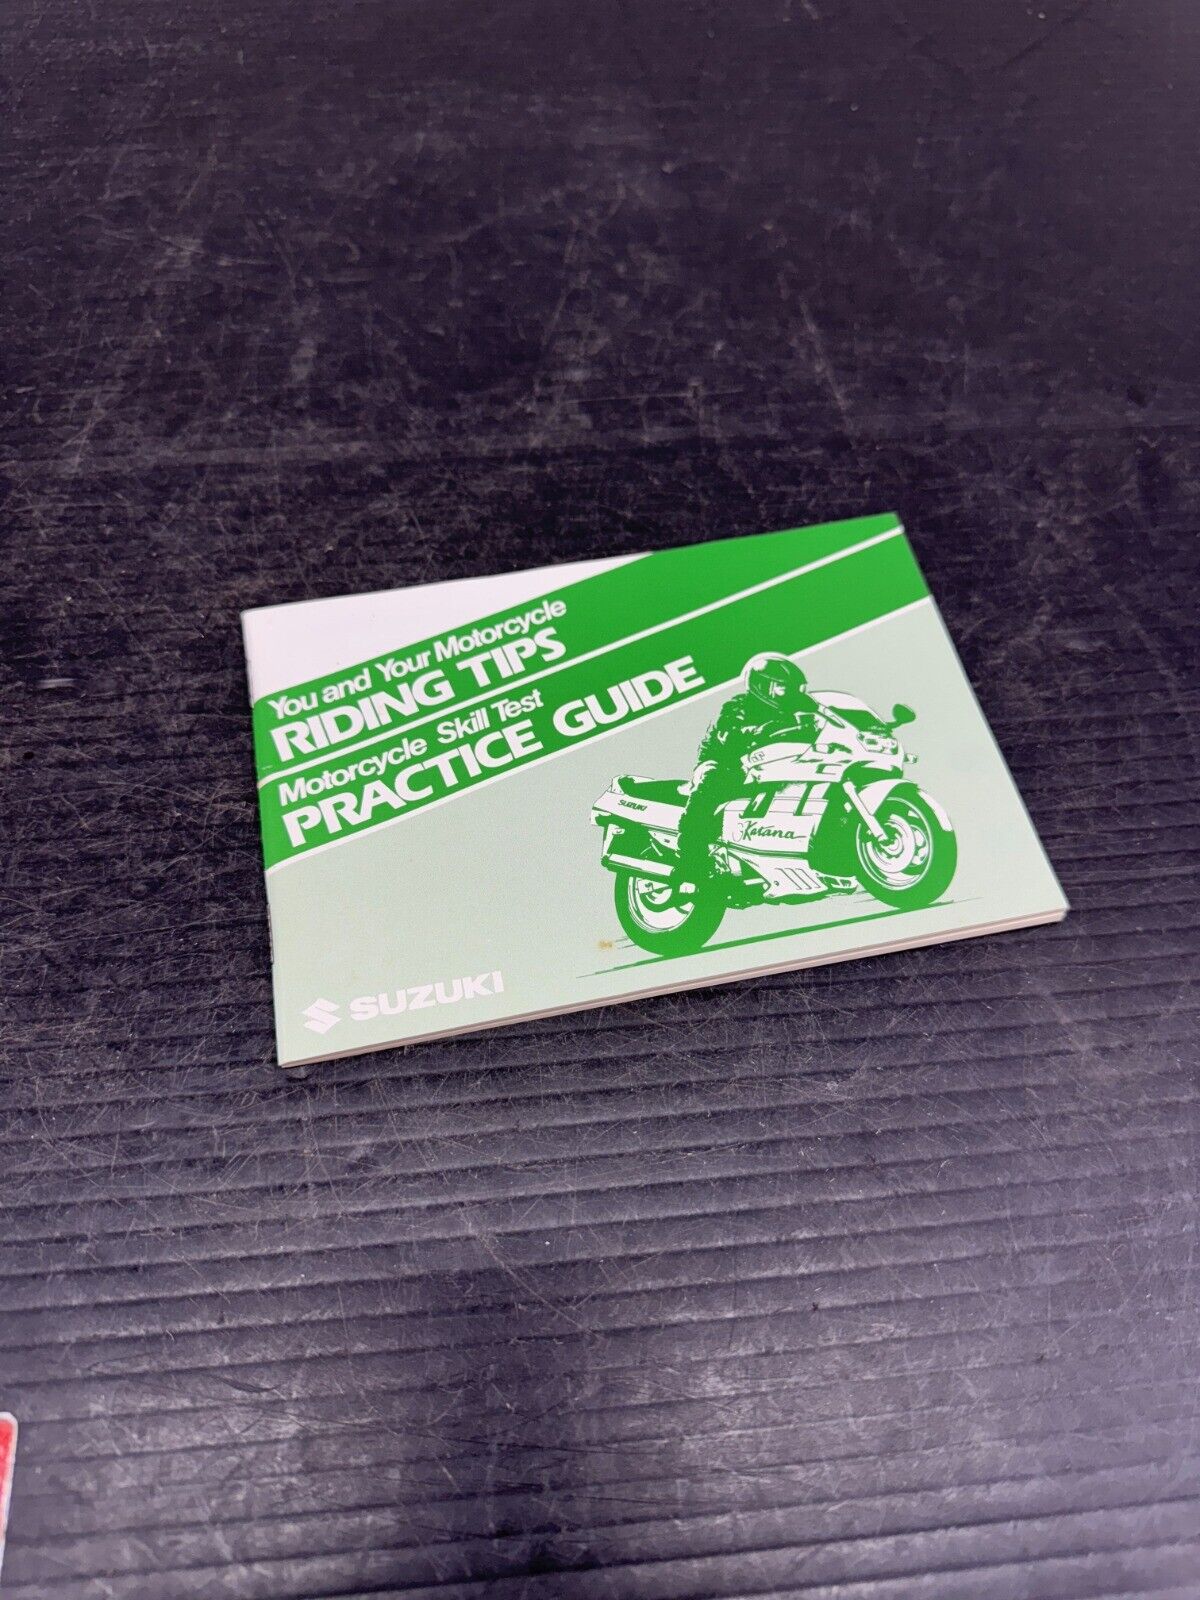 You and Your Motorcycle
RIDING TIPS
Motorcycle Skill Test
PRACTICE GUIDE
SUZUKI
Katana
SUZUKI